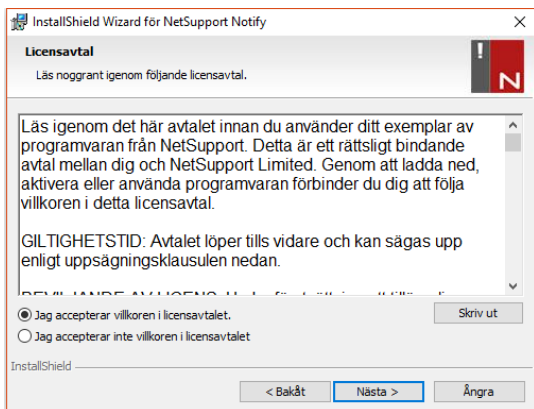 InstallShield Wizard för NetSupport Notify
Licensavtal
Läs noggrant igenom följande licensavtal.
! N
Läs igenom det här avtalet innan du använder ditt exemplar av
programvaran från NetSupport. Detta är ett rättsligt bindande
avtal mellan dig och NetSupport Limited. Genom att ladda ned,
aktivera eller använda programvaran förbinder du dig att följa
villkoren i detta licensavtal.
GILTIGHETSTID: Avtalet löper tills vidare och kan sägas upp
enligt uppsägningsklausulen nedan.
Jag accepterar villkoren i licensavtalet.
Skriv ut
Jag accepterar inte villkoren i licensavtalet
InstallShield
< Bakåt Nästa > Ångra